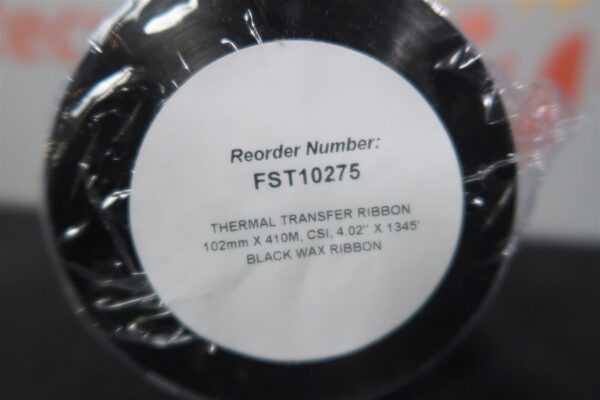 Reorder Number:
FST10275
THERMAL TRANSFER RIBBON
102mm X 410M, CSI, 4.02" X 1345'
BLACK WAX RIBBON